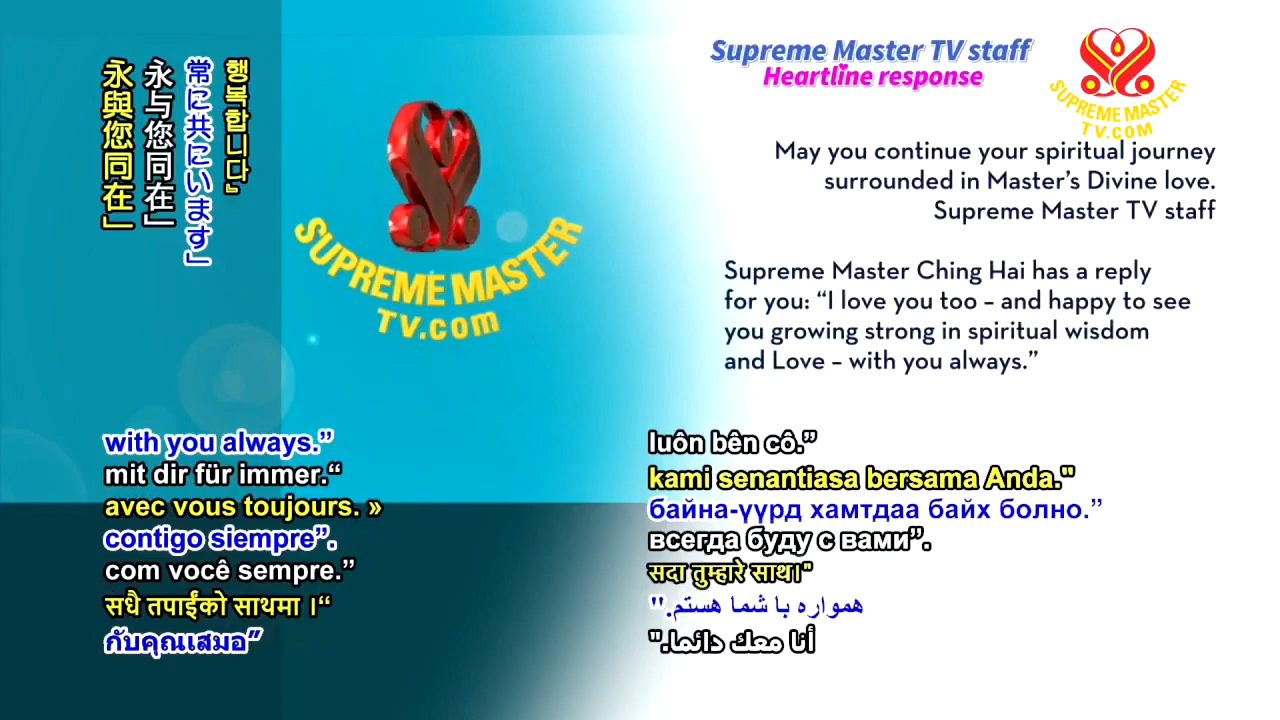 행복합니다』
常に共にいます」
永与您同在」
永與您同在」
SUPREME MASTER
TV.com
Supreme Master TV staff
Heartline response
SUPREME MASTER
TV.COM
May you continue your spiritual journey
surrounded in Master’s Divine love.
Supreme Master TV staff
Supreme Master Ching Hai has a reply
for you: “I love you too – and happy to see
you growing strong in spiritual wisdom
and Love – with you always.”
with you always.”
mit dir für immer.“
avec vous toujours. »
contigo siempre”.
com você sempre.”
सधै तपाईंको साथमा ।“
กับคุณเสมอ”
luôn bên cô.”
kami senantiasa bersama Anda."
байна-үүрд хамтдаа байх болно.”
всегда буду с вами”.
सदा तुम्हारे साथ।"
همواره با شما هستم."
أنا معك دائما."